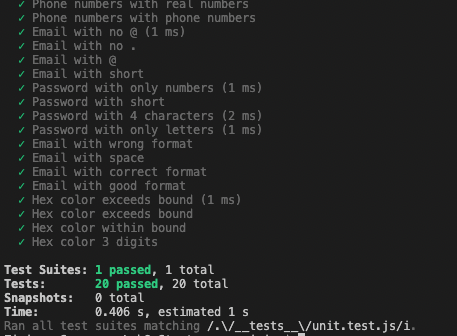 ✓ Phone numbers with real numbers
✓ Phone numbers with phone numbers
✓ Email with no @ (1 ms)
✓ Email with no .
✓ Email with @
✓ Email with short
✓ Password with only numbers (1 ms)
✓ Password with short
✓ Password with 4 characters (2 ms)
✓ Password with only letters (1 ms)
✓ Email with wrong format
✓ Email with space
✓ Email with correct format
✓ Email with good format
✓ Hex color exceeds bound (1 ms)
✓ Hex color exceeds bound
✓ Hex color within bound
✓ Hex color 3 digits
Test Suites: 1 passed, 1 total
Tests: 20 passed, 20 total
Snapshots: 0 total
Time: 0.406 s, estimated 1 s
Ran all test suites matching /.\/__tests__\/unit.test.js/i.